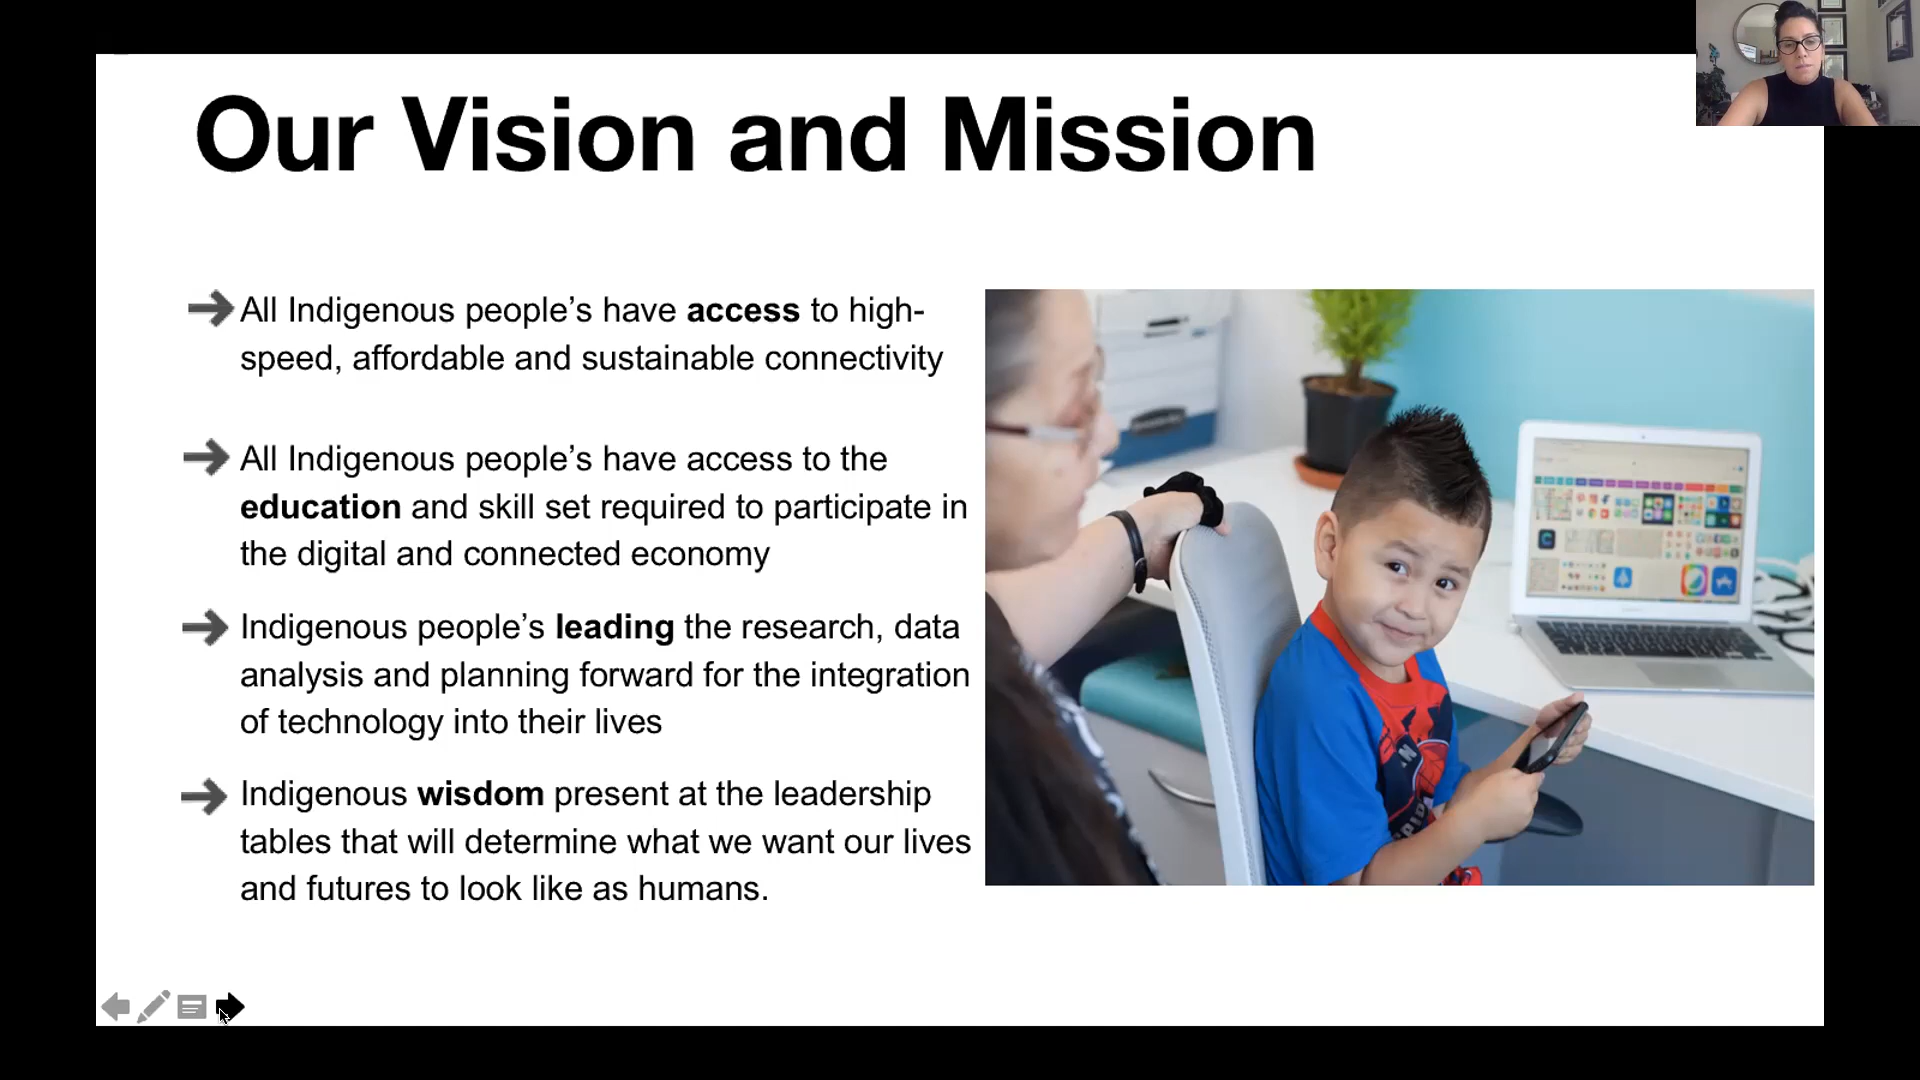 Our Vision and Mission
All Indigenous people’s have access to high-
speed, affordable and sustainable connectivity
All Indigenous people’s have access to the
education and skill set required to participate in
the digital and connected economy
Indigenous people’s leading the research, data
analysis and planning forward for the integration
of technology into their lives
Indigenous wisdom present at the leadership
tables that will determine what we want our lives
and futures to look like as humans.